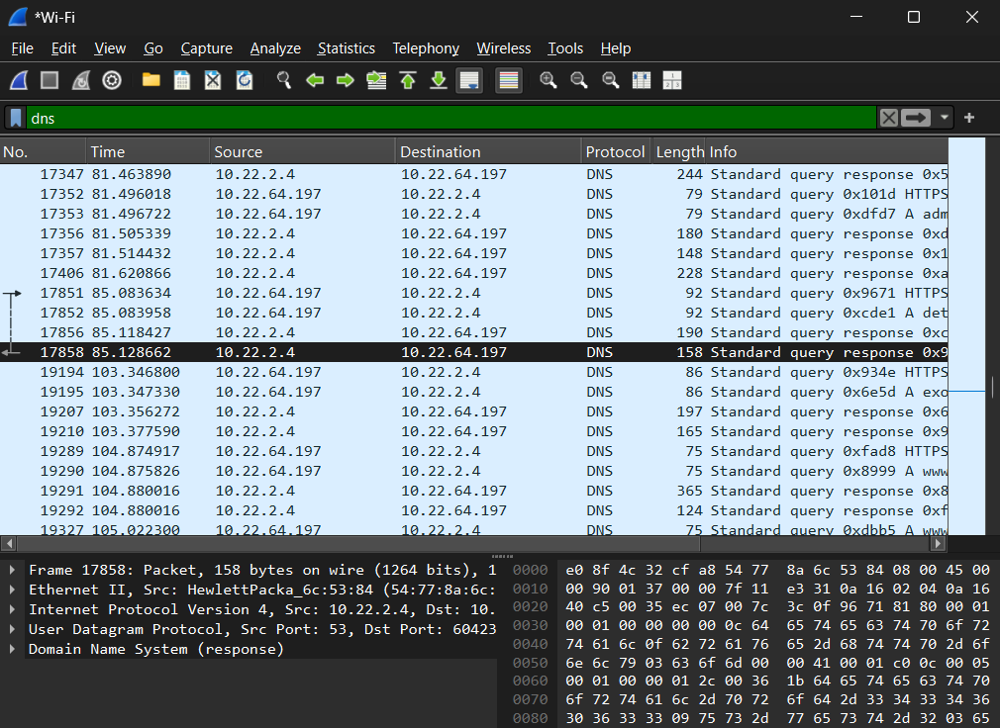 *Wi-Fi
File Edit View Go Capture Analyze Statistics Telephony Wireless Tools Help
dns
No. Time Source Destination Protocol Length Info
17347 81.463890 10.22.2.4 10.22.64.197 DNS 244 Standard query response 0x5
17352 81.496018 10.22.64.197 10.22.2.4 DNS 79 Standard query 0x101d HTTPS
17353 81.496722 10.22.64.197 10.22.2.4 DNS 79 Standard query 0xdfd7 A adm
17356 81.505339 10.22.2.4 10.22.64.197 DNS 180 Standard query response 0xd
17357 81.514432 10.22.2.4 10.22.64.197 DNS 148 Standard query response 0x1
17406 81.620866 10.22.2.4 10.22.64.197 DNS 228 Standard query response 0xa
17851 85.083634 10.22.64.197 10.22.2.4 DNS 92 Standard query 0x9671 HTTPS
17852 85.083958 10.22.64.197 10.22.2.4 DNS 92 Standard query 0xcde1 A det
17856 85.118427 10.22.2.4 10.22.64.197 DNS 190 Standard query response 0xc
17858 85.128662 10.22.2.4 10.22.64.197 DNS 158 Standard query response 0x9
19194 103.346800 10.22.64.197 10.22.2.4 DNS 86 Standard query 0x934e HTTPS
19195 103.347330 10.22.64.197 10.22.2.4 DNS 86 Standard query 0x6e5d A exo
19207 103.356272 10.22.2.4 10.22.64.197 DNS 197 Standard query response 0x6
19210 103.377590 10.22.2.4 10.22.64.197 DNS 165 Standard query response 0x9
19289 104.874917 10.22.64.197 10.22.2.4 DNS 75 Standard query 0xfad8 HTTPS
19290 104.875826 10.22.64.197 10.22.2.4 DNS 75 Standard query 0x8999 A www
19291 104.880016 10.22.2.4 10.22.64.197 DNS 365 Standard query response 0x8
19292 104.880016 10.22.2.4 10.22.64.197 DNS 124 Standard query response 0xf
19327 105.022300 10.22.64.197 10.22.2.4 DNS 75 Standard query 0xdbb5 A www
Frame 17858: Packet, 158 bytes on wire (1264 bits), 1
Ethernet II, Src: HewlettPacka_6c:53:84 (54:77:8a:6c:
Internet Protocol Version 4, Src: 10.22.2.4, Dst: 10.
User Datagram Protocol, Src Port: 53, Dst Port: 60423
Domain Name System (response)
0000 e0 8f 4c 32 cf a8 54 77 8a 6c 53 84 08 00 45 00
0010 00 90 01 37 00 00 7f 11 e3 31 0a 16 02 04 0a 16
0020 40 c5 00 35 ec 07 00 7c 3c 0f 96 71 81 80 00 01
0030 00 01 00 00 00 00 0c 64 65 74 65 63 74 70 6f 72
0040 74 61 6c 0f 62 72 61 76 65 2d 68 74 74 70 2d 6f
0050 6e 6c 79 03 63 6f 6d 00 00 41 00 01 c0 0c 00 05
0060 00 01 00 00 01 2c 00 36 1b 64 65 74 65 63 74 70
0070 6f 72 74 61 6c 2d 70 72 6f 64 2d 33 34 33 34 36
0080 30 36 33 33 09 75 73 2d 77 65 73 74 2d 32 03 65